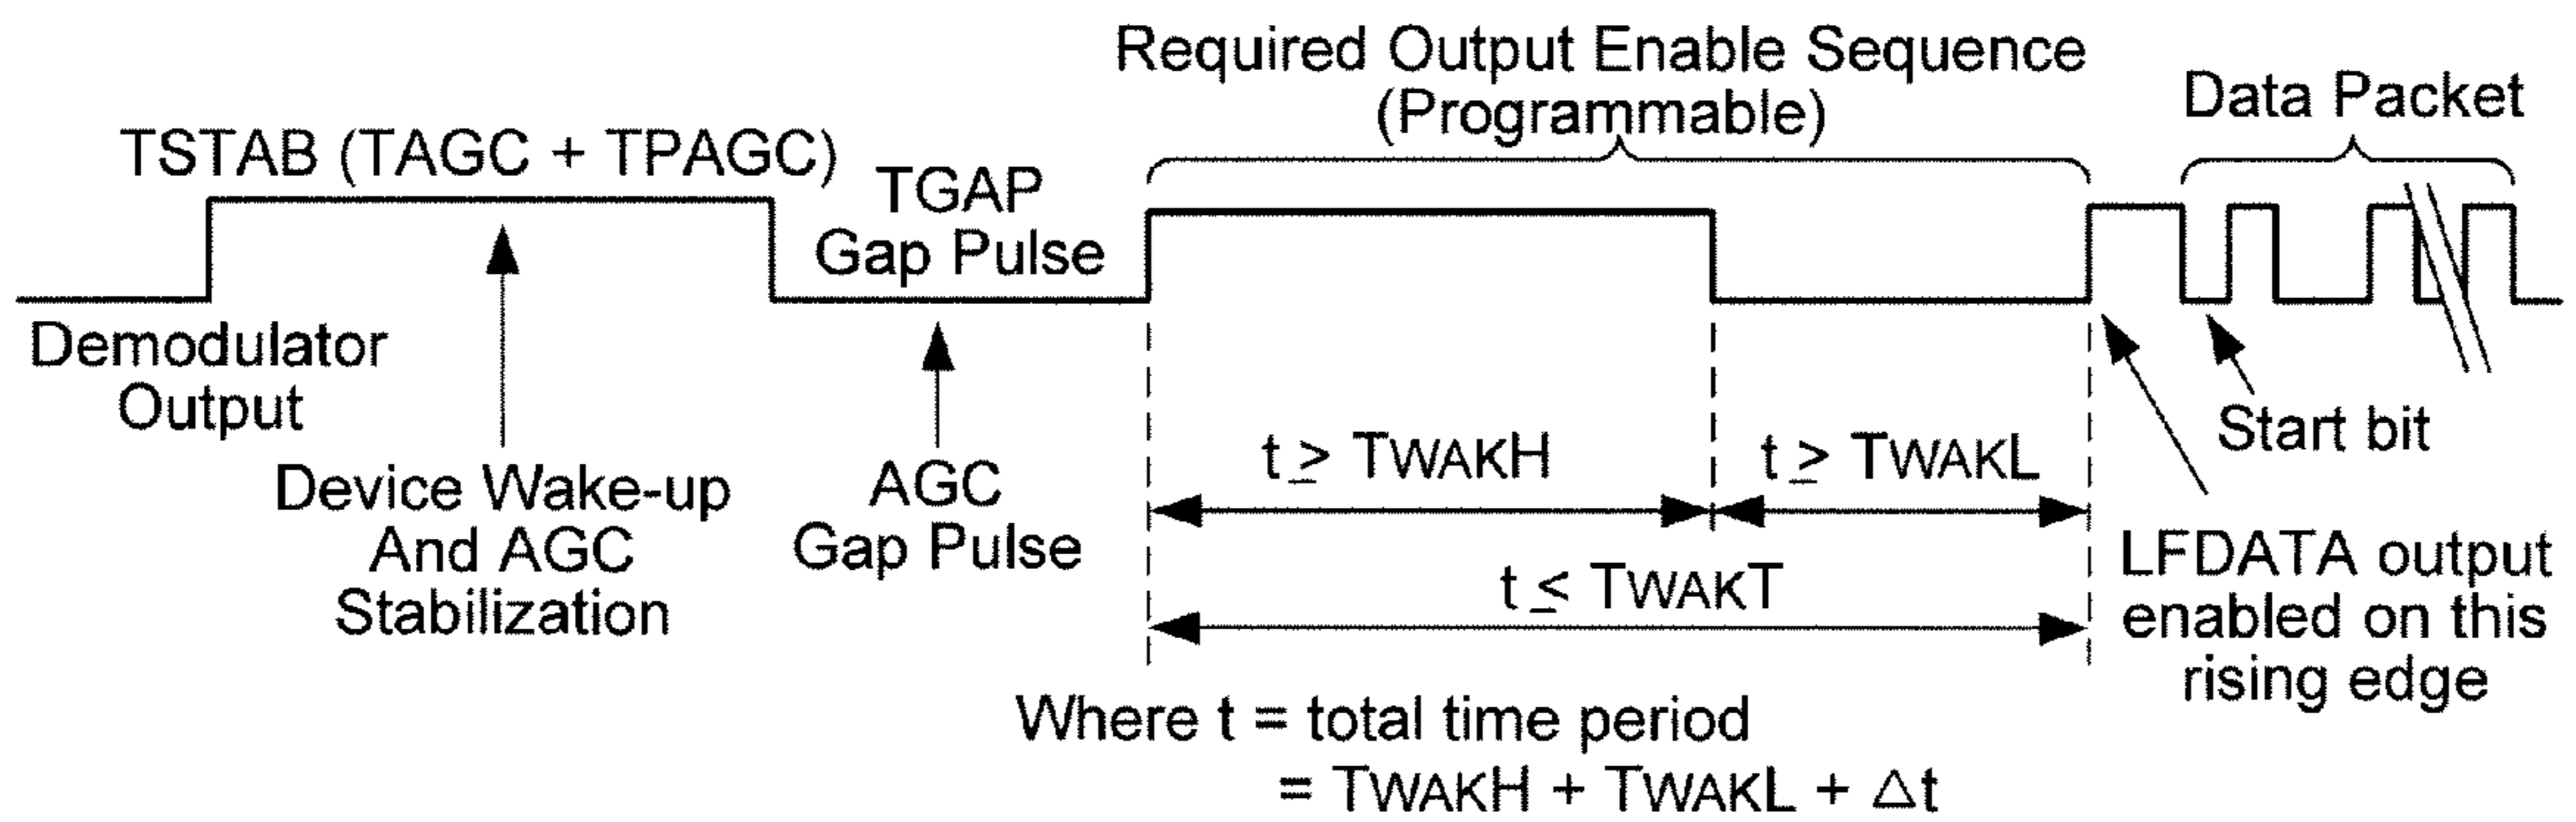 Required Output Enable Sequence
(Programmable)
Data Packet
TSTAB (TAGC + TPAGC)
TGAP
Gap Pulse
Demodulator
Output
Device Wake-up
And AGC
Stabilization
AGC
Gap Pulse
t ≥ TWAKH
t ≥ TWAKL
t ≤ TWAKT
Start bit
LFDATA output
enabled on this
rising edge
Where t = total time period
= TWAKH + TWAKL + △t